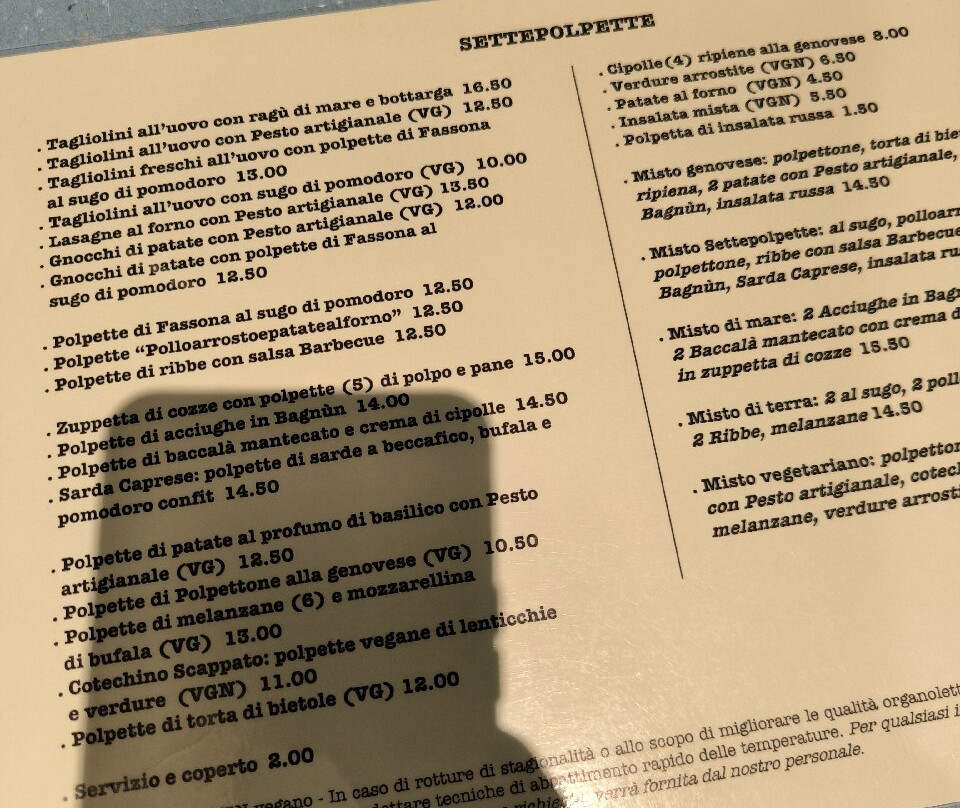 SETTEPOLPETTE
. Tagliolini all'uovo con ragù di mare e bottarga 16.50
. Tagliolini all'uovo con Pesto artigianale (VG) 12.50
. Tagliolini freschi all'uovo con polpette di Fassona
al sugo di pomodoro 13.00
. Tagliolini all'uovo con sugo di pomodoro (VG) 10.00
. Lasagne al forno con Pesto artigianale (VG) 13.50
. Gnocchi di patate con Pesto artigianale (VG) 12.00
. Gnocchi di patate con polpette di Fassona al
sugo di pomodoro 12.50
. Polpette di Fassona al sugo di pomodoro 12.50
. Polpette "Polloarrostoepatatealforno" 12.50
. Polpette di ribbe con salsa Barbecue 12.50
. Zuppetta di cozze con polpette (5) di polpo e pane 15.00
. Polpette di acciughe in Bagnùn 14.00
. Polpette di baccalà mantecato e crema di cipolle 14.50
. Sarda Caprese: polpette di sarde a beccafico, bufala e
pomodoro confit 14.50
. Polpette di patate al profumo di basilico con Pesto
artigianale (VG) 12.50
. Polpette di Polpettone alla genovese (VG) 10.50
. Polpette di melanzane (6) e mozzarellina
di bufala (VG) 13.00
. Cotechino Scappato: polpette vegane di lenticchie
e verdure (VGN) 11.00
. Polpette di torta di bietole (VG) 12.00
. Servizio e coperto 2.00
. Cipolle(4) ripiene alla genovese 8.00
. Verdure arrostite (VGN) 6.50
. Patate al forno (VGN) 4.50
. Insalata mista (VGN) 5.50
. Polpetta di insalata russa 1.50
. Misto genovese: polpettone, torta di bie
ripiena, 2 patate con Pesto artigianale,
Bagnùn, insalata russa 14.50
. Misto Settepolpette: al sugo, polloarr
polpettone, ribbe con salsa Barbecue
Bagnùn, Sarda Caprese, insalata ru
. Misto di mare: 2 Acciughe in Bagn
2 Baccalà mantecato con crema d
in zuppetta di cozze 15.50
. Misto di terra: 2 al sugo, 2 poll
2 Ribbe, melanzane 14.50
. Misto vegetariano: polpetton
con Pesto artigianale, cotech
melanzane, verdure arrosti
vegano - In caso di rotture di stagionalità o allo scopo di migliorare le qualità organolett
dottare tecniche di abbattimento rapido delle temperature. Per qualsiasi i
verrà fornita dal nostro personale.